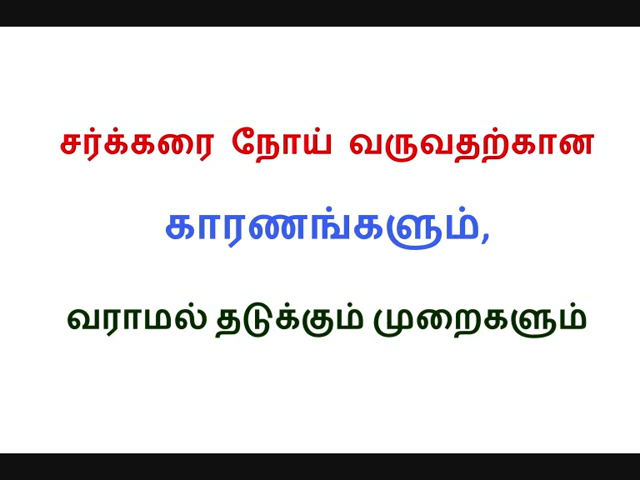 சர்க்கரை நோய் வருவதற்கான
காரணங்களும்,
வராமல் தடுக்கும் முறைகளும்